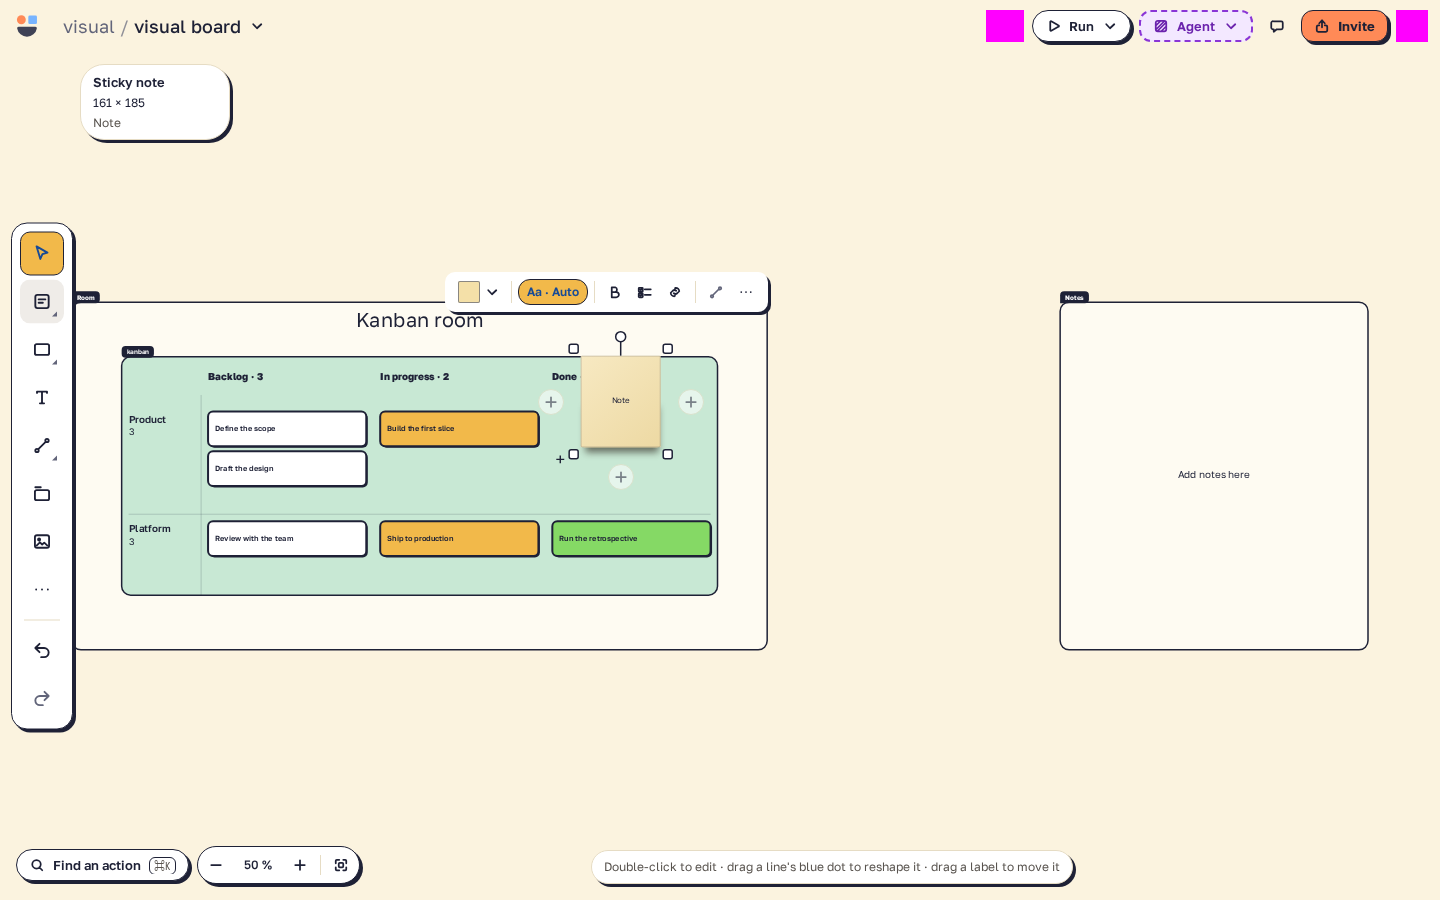 visual / visual board
Run
Agent
Invite
Sticky note
161 × 185
Note
Room
Aa · Auto
Notes
Kanban room
kanban
Backlog · 3
In progress · 2
Done
Product
3
Define the scope
Build the first slice
Note
Draft the design
Add notes here
Platform
3
Review with the team
Ship to production
Run the retrospective
Find an action ⌘K
50 %
Double-click to edit · drag a line's blue dot to reshape it · drag a label to move it